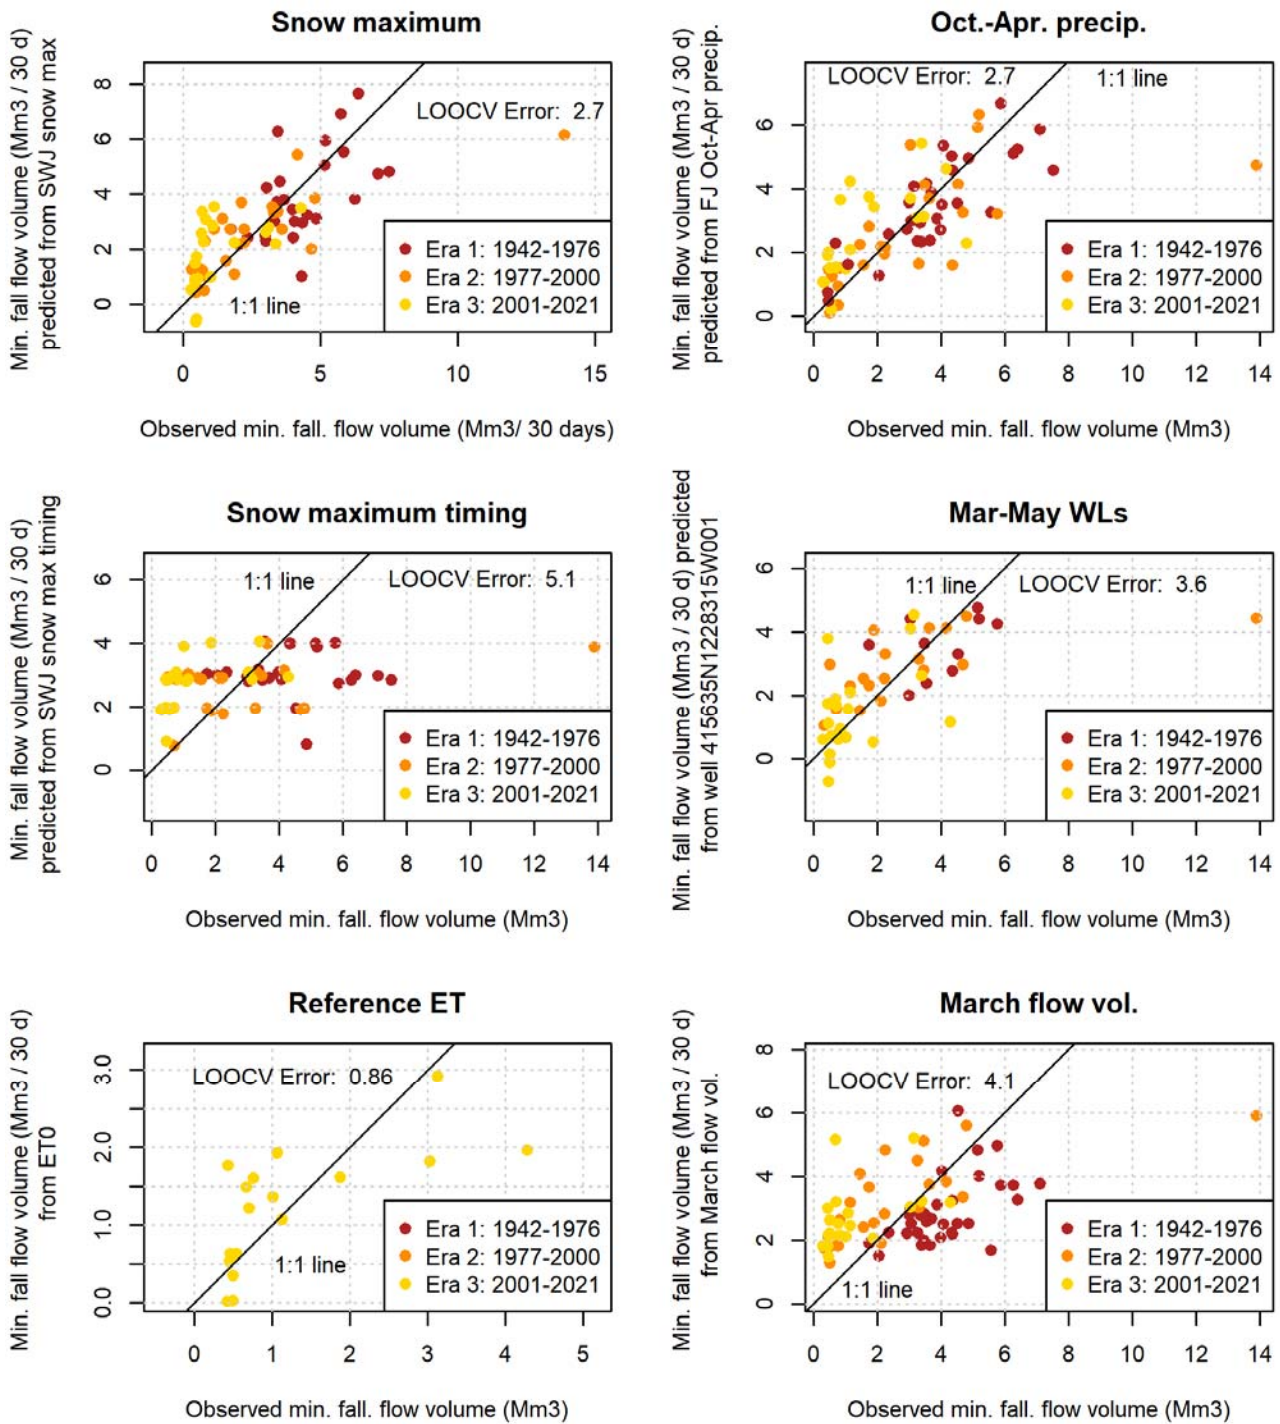 Snow maximum
Min. fall flow volume (Mm3 / 30 d)
predicted from SWJ snow max
8
6
4
2
0
LOOCV Error: 2.7
1:1 line
Era 1: 1942-1976
Era 2: 1977-2000
Era 3: 2001-2021
0 5 10 15
Observed min. fall. flow volume (Mm3/ 30 days)
Oct.-Apr. precip.
Min. fall flow volume (Mm3 / 30 d)
predicted from FJ Oct-Apr precip.
6
4
2
0
LOOCV Error: 2.7
1:1 line
Era 1: 1942-1976
Era 2: 1977-2000
Era 3: 2001-2021
0 2 4 6 8 10 12 14
Observed min. fall. flow volume (Mm3)
Snow maximum timing
Min. fall flow volume (Mm3 / 30 d)
predicted from SWJ snow max timing
6
4
2
0
1:1 line
LOOCV Error: 5.1
Era 1: 1942-1976
Era 2: 1977-2000
Era 3: 2001-2021
0 2 4 6 8 10 12 14
Observed min. fall. flow volume (Mm3)
Mar-May WLs
Min. fall flow volume (Mm3 / 30 d) predicted
from well 415635N1228315W001
6
4
2
0
1:1 line
LOOCV Error: 3.6
Era 1: 1942-1976
Era 2: 1977-2000
Era 3: 2001-2021
0 2 4 6 8 10 12 14
Observed min. fall. flow volume (Mm3)
Reference ET
Min. fall flow volume (Mm3 / 30 d)
from ET0
3.0
2.0
1.0
0.0
LOOCV Error: 0.86
1:1 line
Era 1: 1942-1976
Era 2: 1977-2000
Era 3: 2001-2021
0 1 2 3 4 5
Observed min. fall. flow volume (Mm3)
March flow vol.
Min. fall flow volume (Mm3 / 30 d)
from March flow vol.
8
6
4
2
0
LOOCV Error: 4.1
1:1 line
Era 1: 1942-1976
Era 2: 1977-2000
Era 3: 2001-2021
0 2 4 6 8 10 12 14
Observed min. fall. flow volume (Mm3)